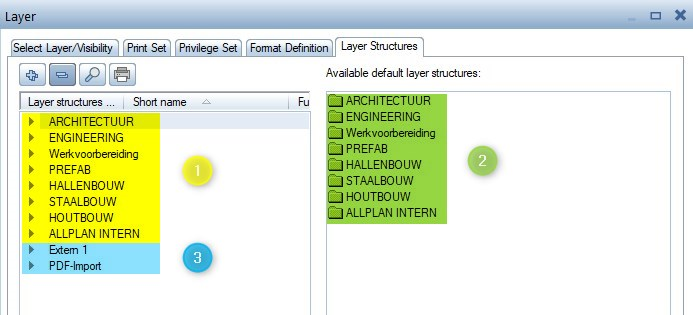 Layer
Select Layer/Visibility Print Set Privilege Set Format Definition Layer Structures
Available default layer structures:
Layer structures ... Short name Fu
ARCHITECTUUR
ENGINEERING
Werkvoorbereiding
PREFAB
HALLENBOUW
STAALBOUW
HOUTBOUW
ALLPLAN INTERN
Extern 1
PDF-Import
1
3
ARCHITECTUUR
ENGINEERING
Werkvoorbereiding
PREFAB
HALLENBOUW
STAALBOUW
HOUTBOUW
ALLPLAN INTERN
2